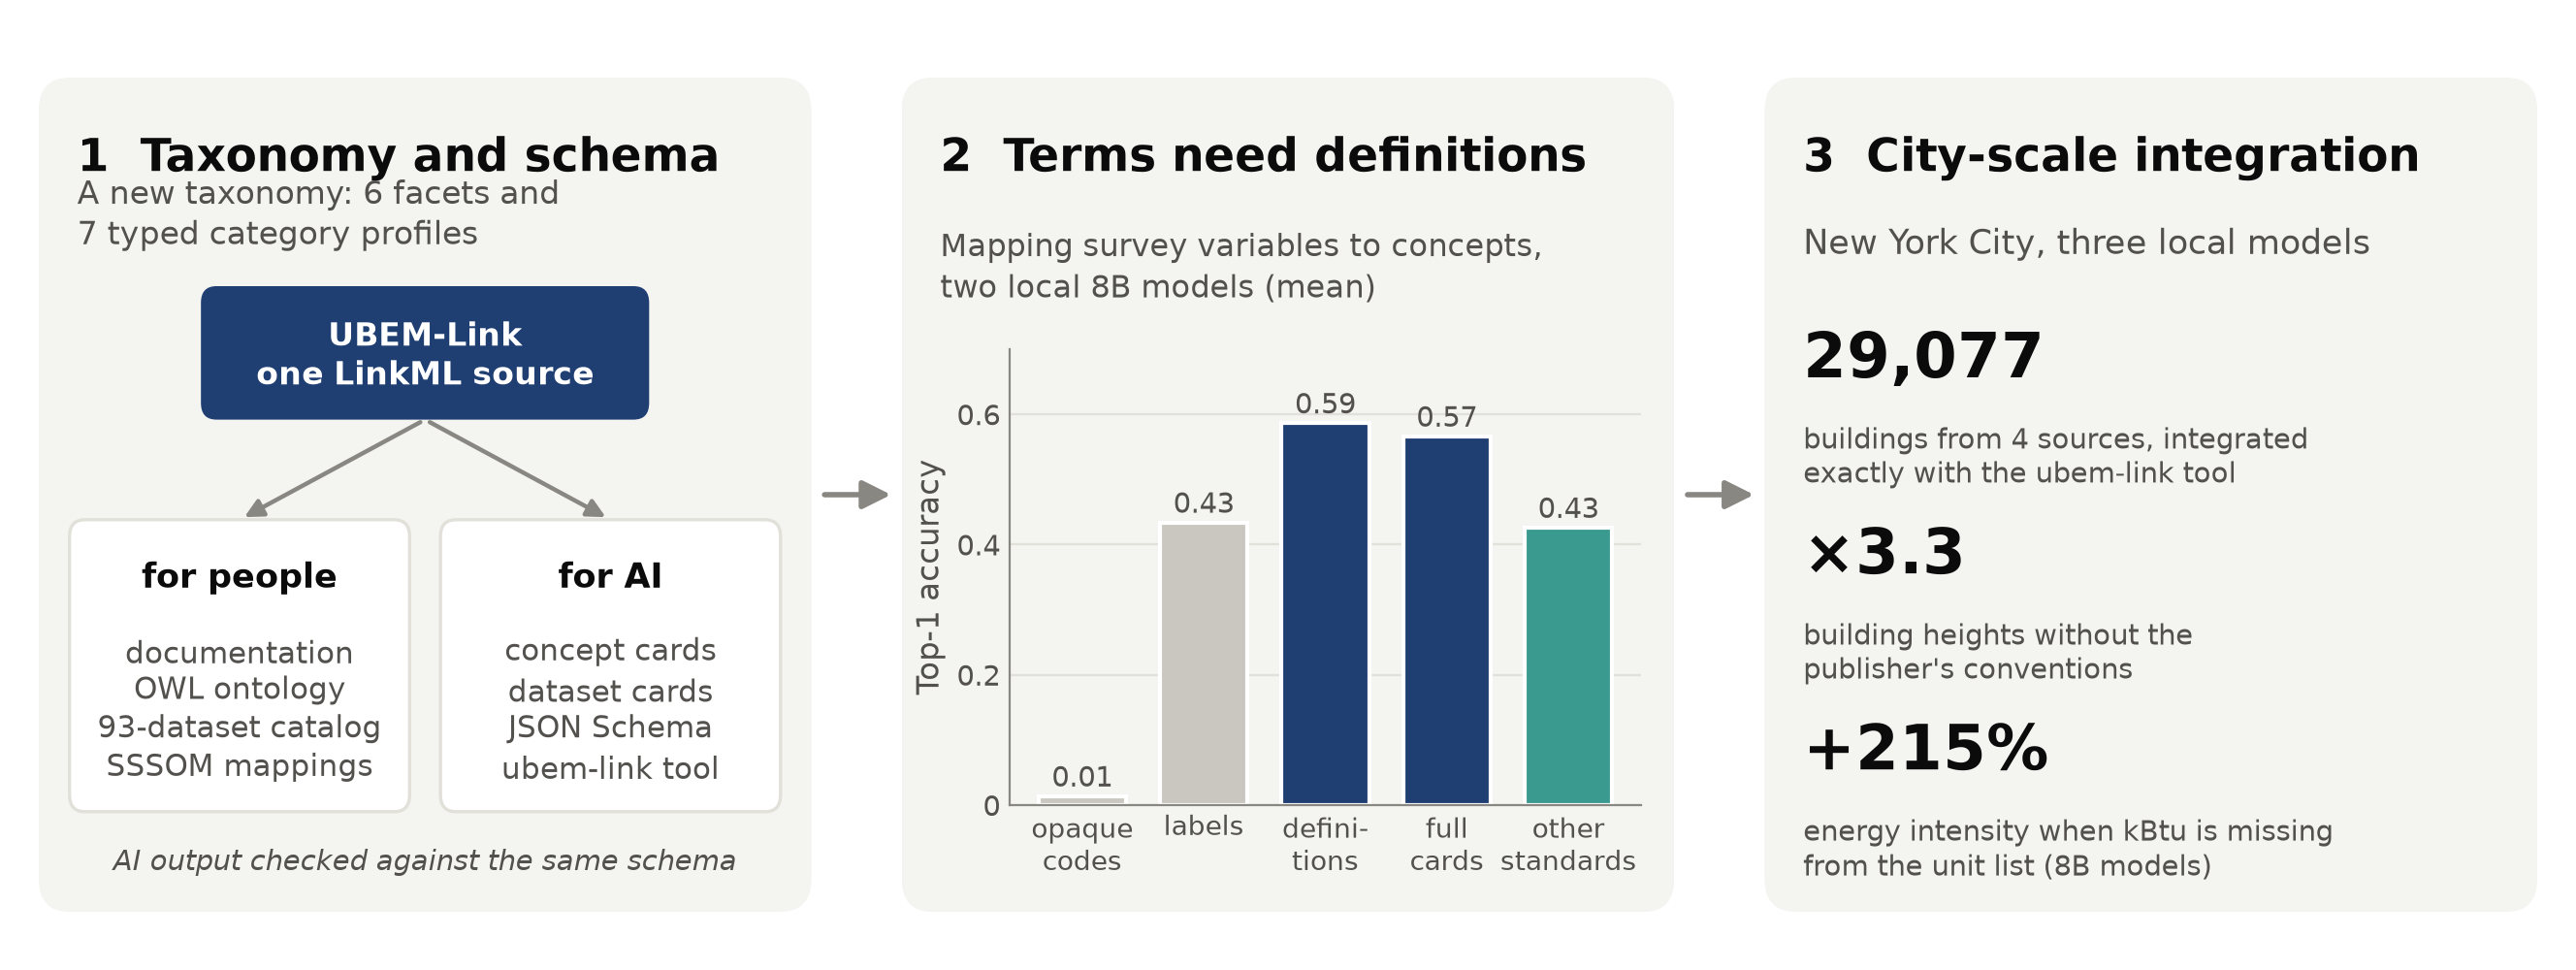 1 Taxonomy and schema
A new taxonomy: 6 facets and
7 typed category profiles
UBEM-Link
one LinkML source
for people
documentation
OWL ontology
93-dataset catalog
SSSOM mappings
for AI
concept cards
dataset cards
JSON Schema
ubem-link tool
AI output checked against the same schema
2 Terms need definitions
Mapping survey variables to concepts,
two local 8B models (mean)
Top-1 accuracy
0.6
0.4
0.2
0
0.01
0.43
0.59
0.57
0.43
opaque
codes
labels
defini-
tions
full
cards
other
standards
3 City-scale integration
New York City, three local models
29,077
buildings from 4 sources, integrated
exactly with the ubem-link tool
×3.3
building heights without the
publisher's conventions
+215%
energy intensity when kBtu is missing
from the unit list (8B models)